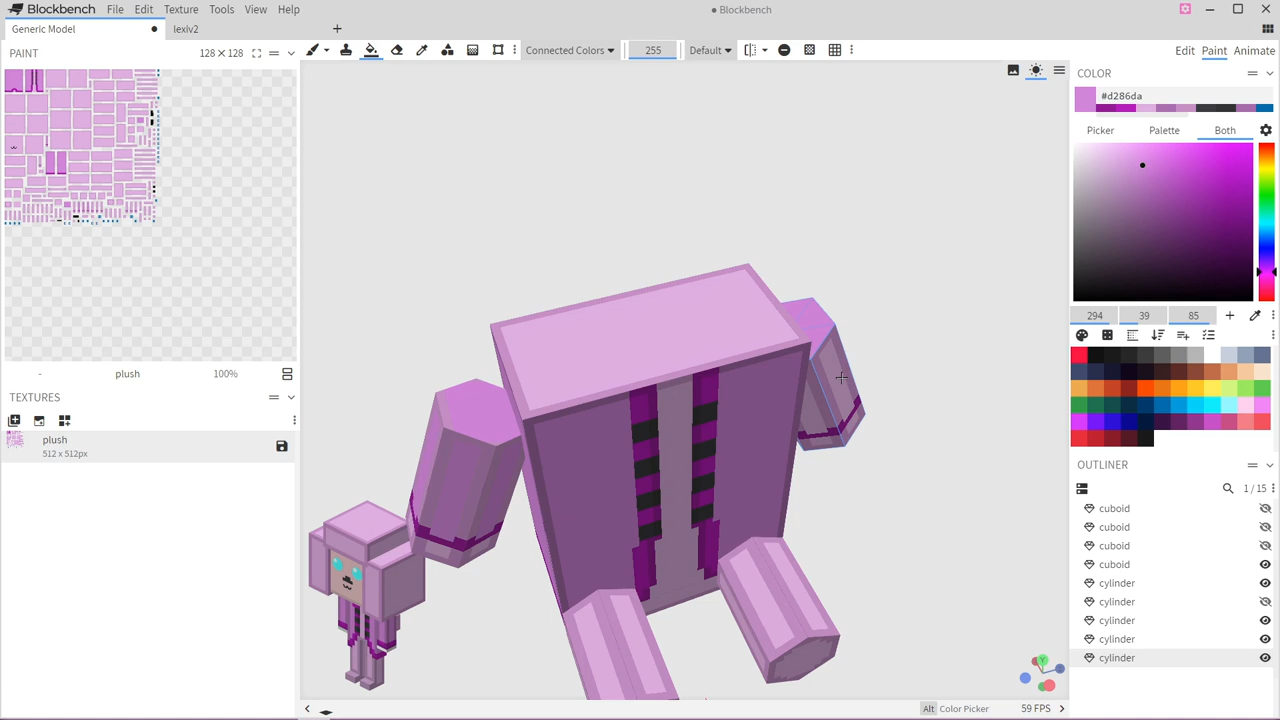 Blockbench File Edit Texture Tools View Help
● Blockbench
Generic Model
lexiv2
PAINT 128 × 128
Connected Colors
255
Default
Edit Paint Animate
COLOR
#d286da
Picker Palette Both
294 39 85
- plush 100%
TEXTURES
plush
512 x 512px
OUTLINER
1 / 15
cuboid
cuboid
cuboid
cuboid
cylinder
cylinder
cylinder
cylinder
cylinder
Alt Color Picker 59 FPS